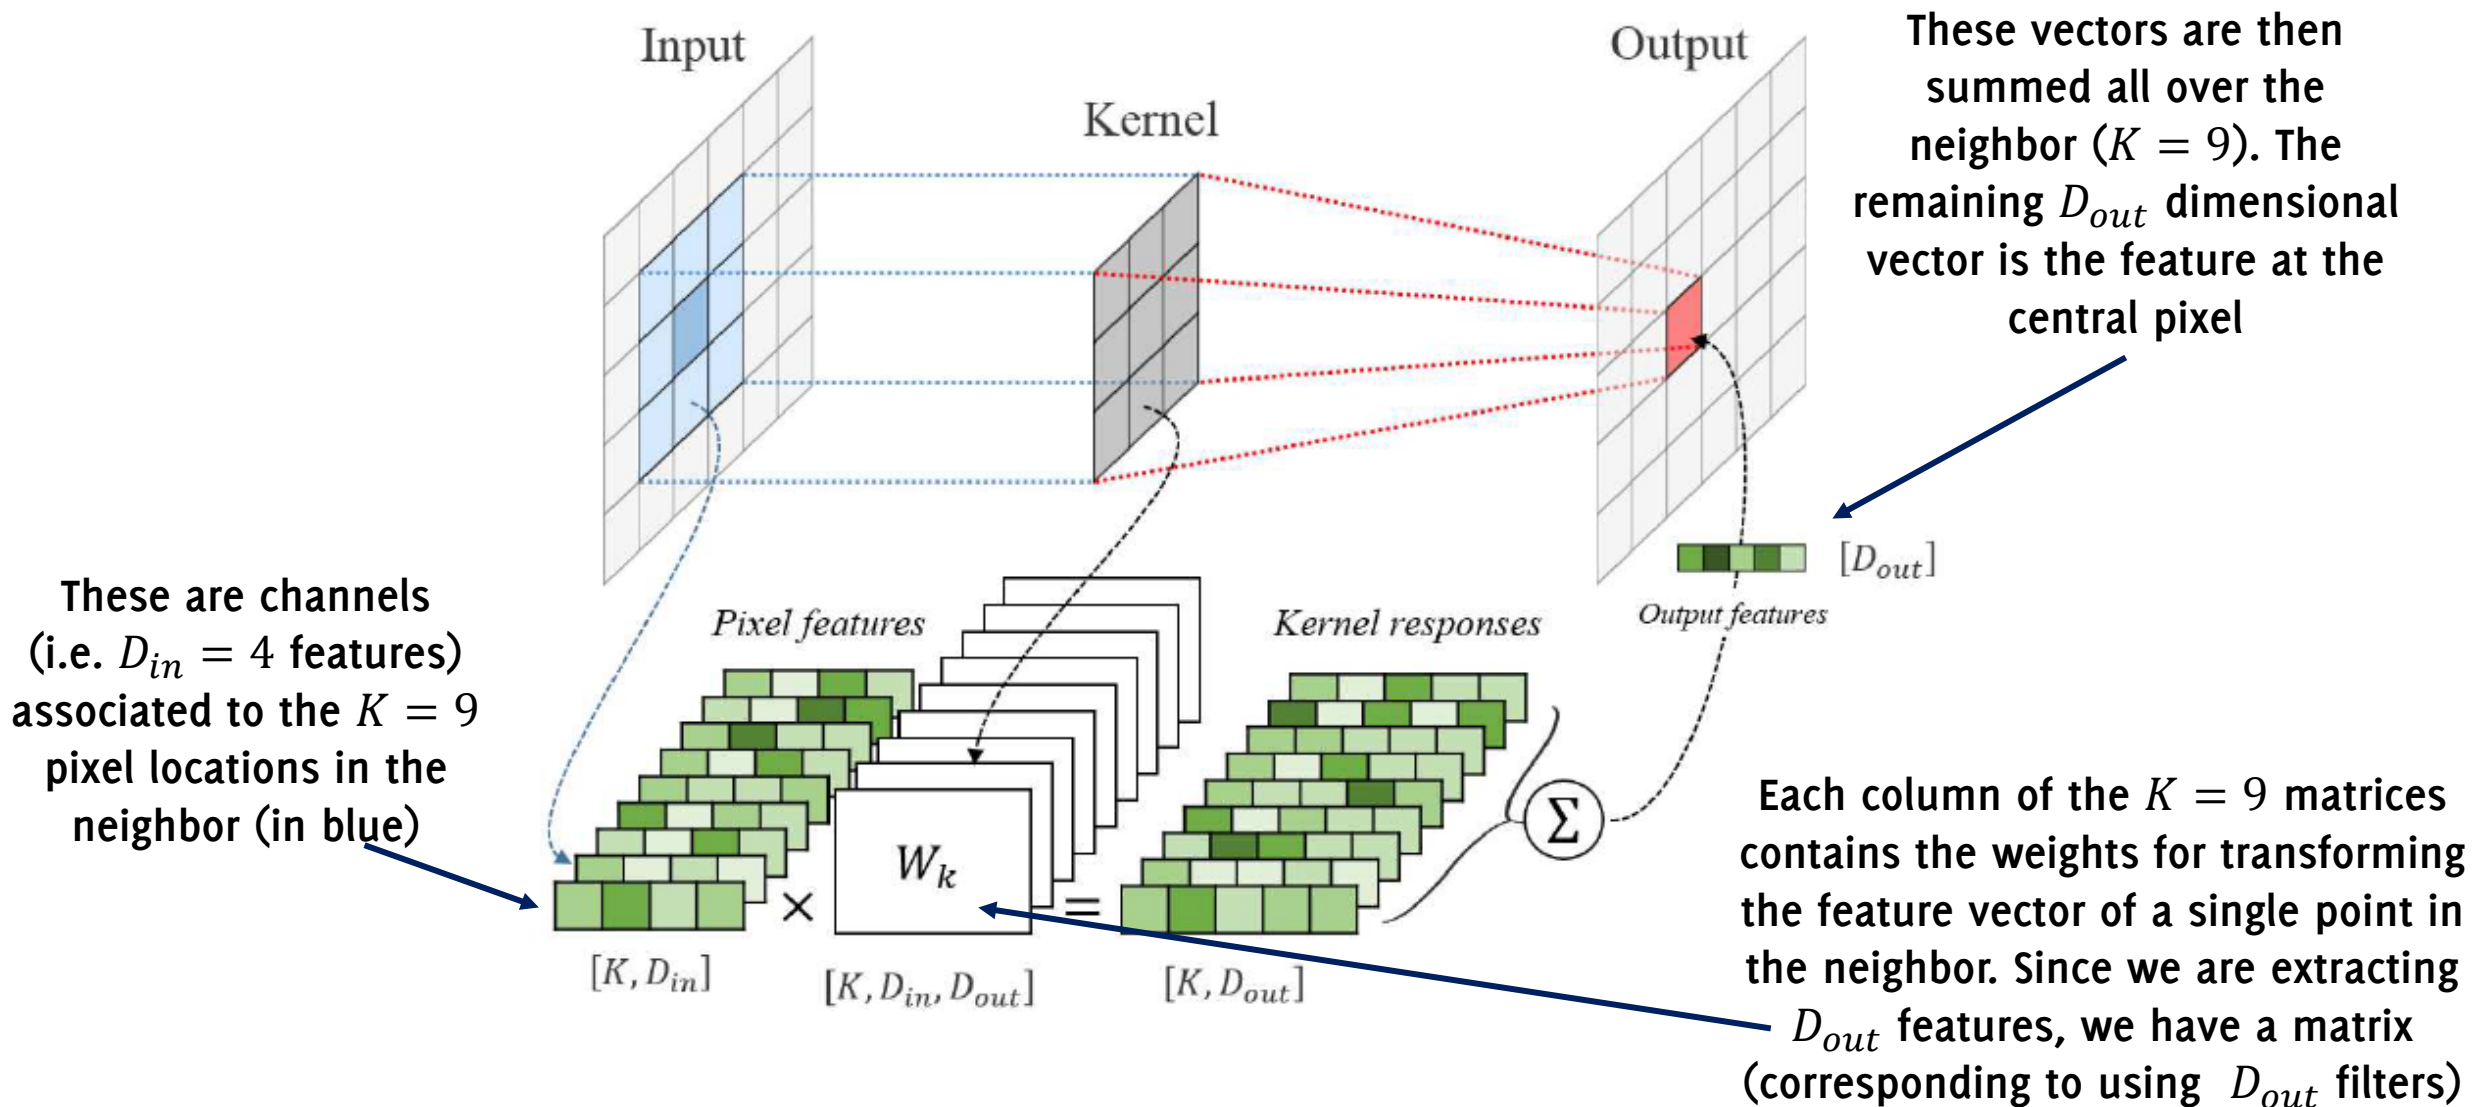 Input
Kernel
Output
These vectors are then
summed all over the
neighbor (K = 9). The
remaining D_out dimensional
vector is the feature at the
central pixel
[D_out]
Output features
These are channels
(i.e. D_in = 4 features)
associated to the K = 9
pixel locations in the
neighbor (in blue)
Pixel features
Kernel responses
W_k
×
=
Σ
[K, D_in]
[K, D_in, D_out]
[K, D_out]
Each column of the K = 9 matrices
contains the weights for transforming
the feature vector of a single point in
the neighbor. Since we are extracting
D_out features, we have a matrix
(corresponding to using D_out filters)